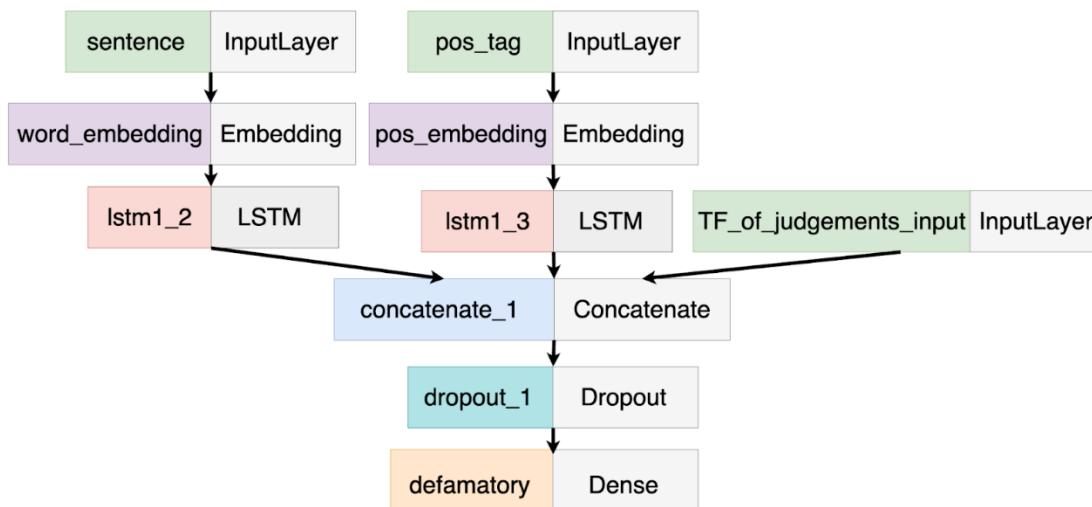 sentence InputLayer pos_tag InputLayer
word_embedding Embedding pos_embedding Embedding
lstm1_2 LSTM lstm1_3 LSTM TF_of_judgements_input InputLayer
concatenate_1 Concatenate
dropout_1 Dropout
defamatory Dense